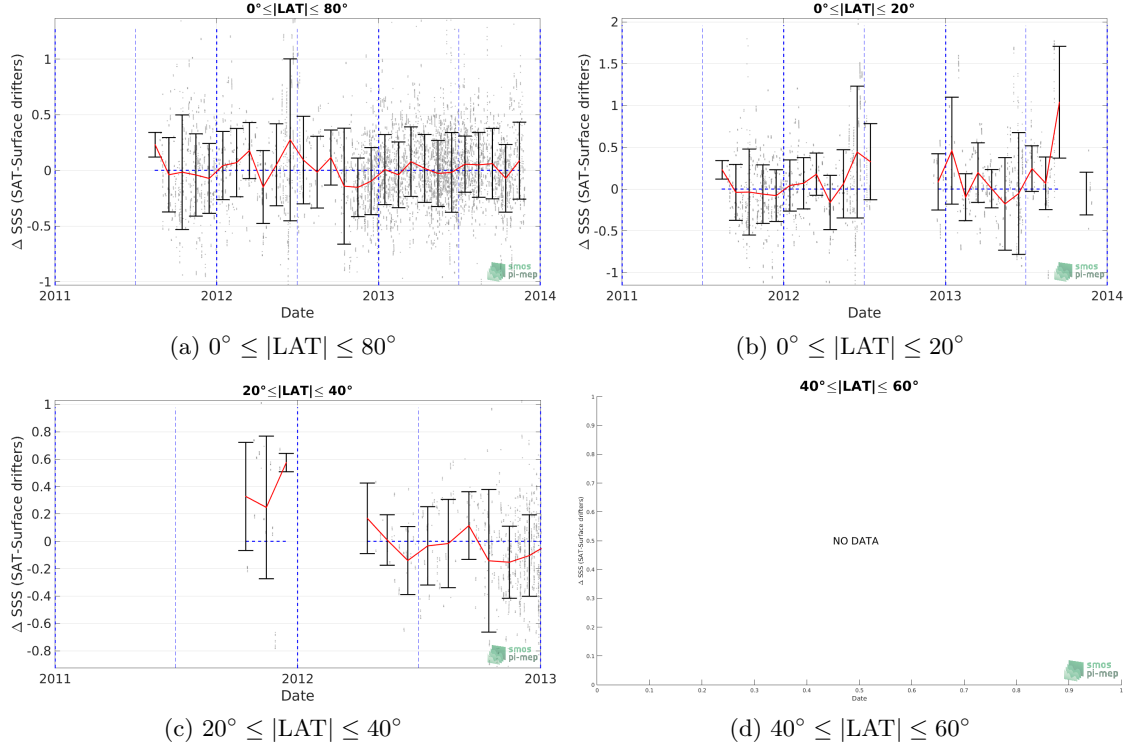 0°≤|LAT|≤ 80°
Δ SSS (SAT-Surface drifters)
1
0.5
0
-0.5
-1
2011
2012
2013
2014
Date
smos
pi-mep
(a) 0° ≤ |LAT| ≤ 80°
0°≤|LAT|≤ 20°
Δ SSS (SAT-Surface drifters)
2
1.5
1
0.5
0
-0.5
-1
2011
2012
2013
2014
Date
smos
pi-mep
(b) 0° ≤ |LAT| ≤ 20°
20°≤|LAT|≤ 40°
Δ SSS (SAT-Surface drifters)
1
0.8
0.6
0.4
0.2
0
-0.2
-0.4
-0.6
-0.8
2011
2012
2013
Date
smos
pi-mep
(c) 20° ≤ |LAT| ≤ 40°
40°≤|LAT|≤ 60°
Δ SSS (SAT-Surface drifters)
1
0.9
0.8
0.7
0.6
0.5
0.4
0.3
0.2
0.1
0
NO DATA
0
0.1
0.2
0.3
0.4
0.5
0.6
0.7
0.8
0.9
1
Date
smos
pi-mep
(d) 40° ≤ |LAT| ≤ 60°